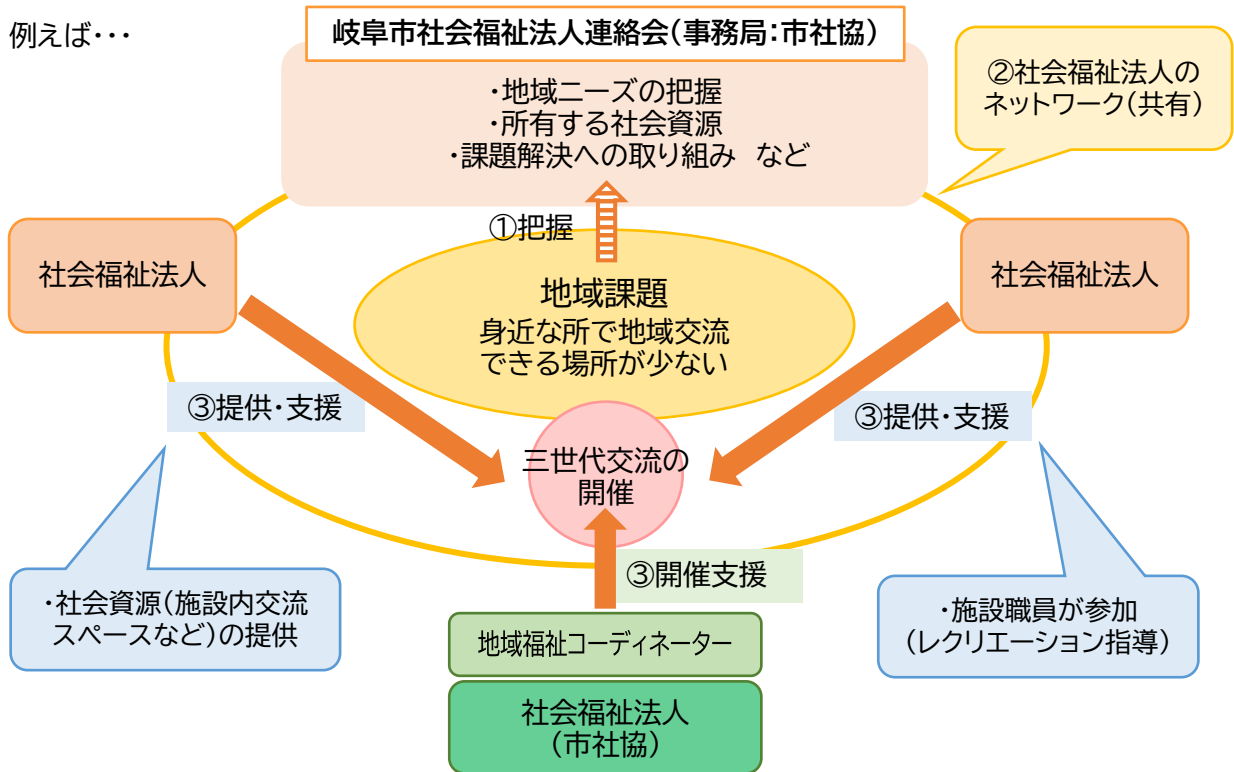 例えば・・・
岐阜市社会福祉法人連絡会(事務局:市社協)
・地域ニーズの把握
・所有する社会資源
・課題解決への取り組み　など
②社会福祉法人の
ネットワーク(共有)
①把握
社会福祉法人
社会福祉法人
地域課題
身近な所で地域交流
できる場所が少ない
③提供・支援
③提供・支援
三世代交流の
開催
③開催支援
・社会資源(施設内交流
スペースなど)の提供
・施設職員が参加
(レクリエーション指導)
地域福祉コーディネーター
社会福祉法人
(市社協)